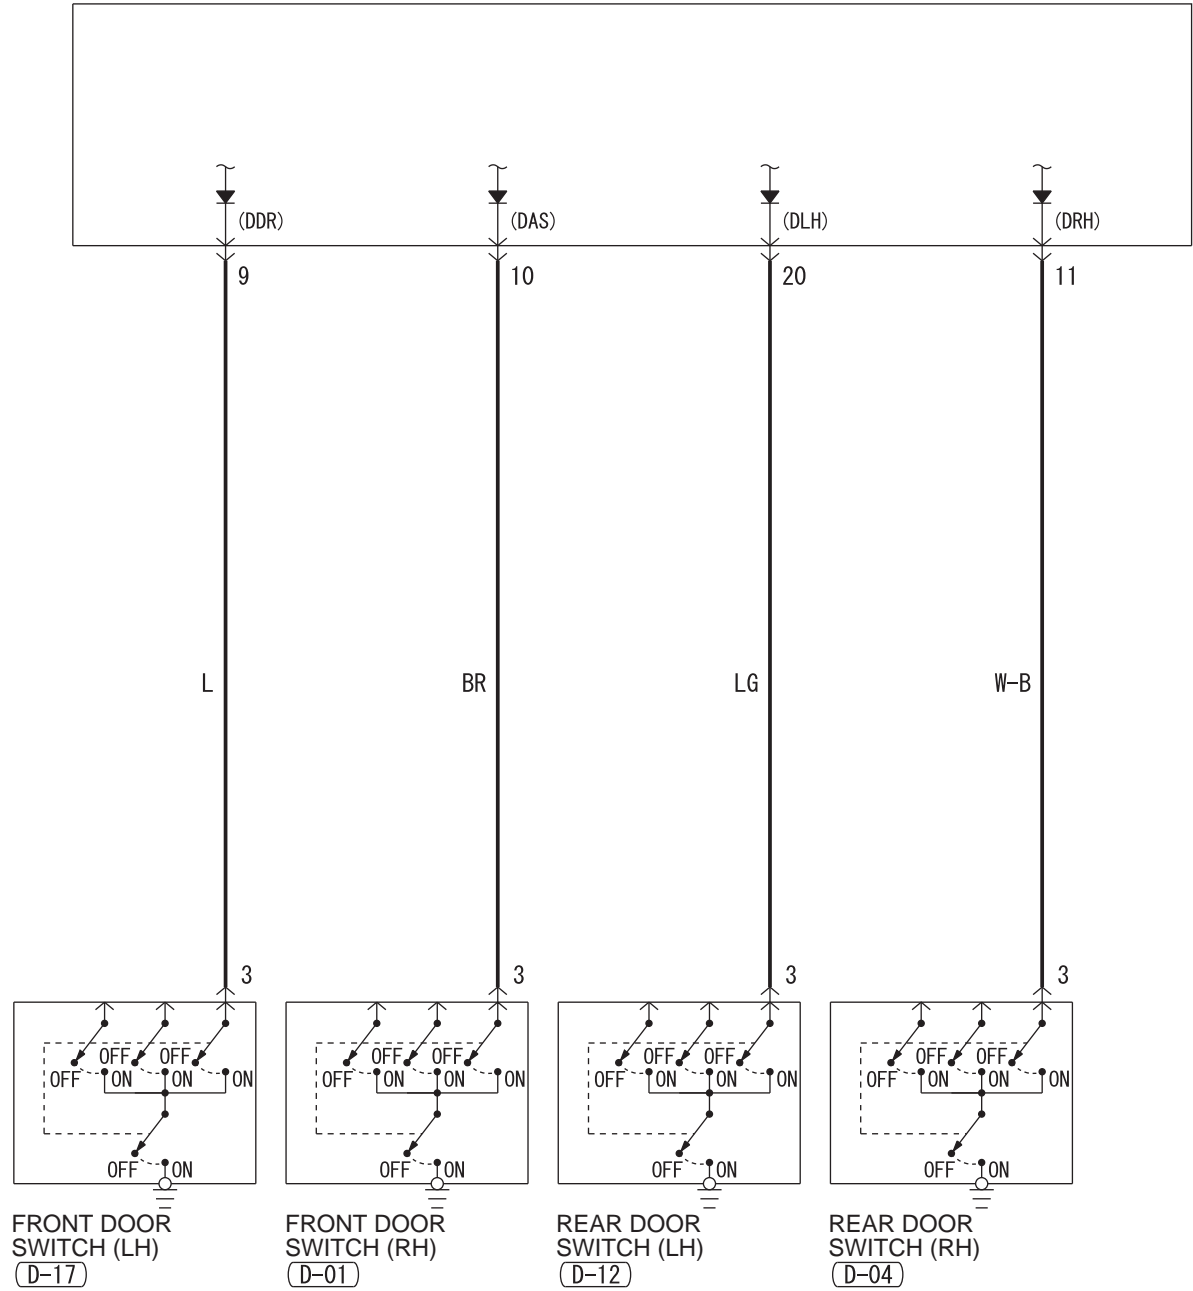 (DDR) (DAS) (DLH) (DRH)
9 10 20 11
L BR LG W-B
3 3 3 3
OFF OFF OFF OFF OFF OFF OFF OFF
OFF ON ON ON OFF ON ON ON OFF ON ON ON OFF ON ON ON
OFF ON OFF ON OFF ON OFF ON
FRONT DOOR FRONT DOOR REAR DOOR REAR DOOR
SWITCH (LH) SWITCH (RH) SWITCH (LH) SWITCH (RH)
D-17 D-01 D-12 D-04